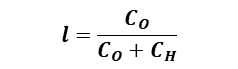 l = C_O / (C_O + C_H)